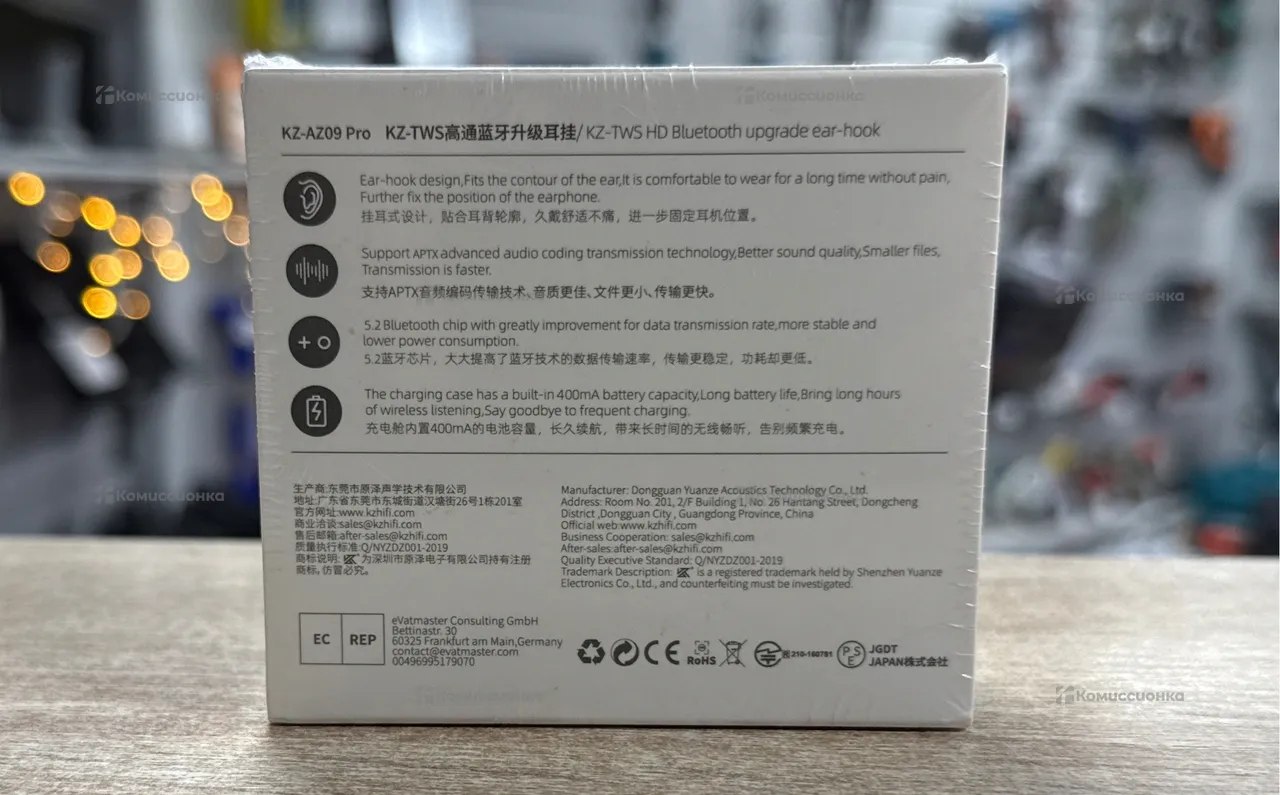 KZ-AZ09 Pro KZ-TWS高通蓝牙升级耳挂/ KZ-TWS HD Bluetooth upgrade ear-hook
Ear-hook design,Fits the contour of the ear,It is comfortable to wear for a long time without pain,
Further fix the position of the earphone.
挂耳式设计，贴合耳背轮廓，久戴舒适不痛，进一步固定耳机位置。
Support APTX advanced audio coding transmission technology,Better sound quality,Smaller files,
Transmission is faster.
支持APTX音频编码传输技术、音质更佳、文件更小、传输更快。
5.2 Bluetooth chip with greatly improvement for data transmission rate,more stable and
lower power consumption.
5.2蓝牙芯片，大大提高了蓝牙技术的数据传输速率，传输更稳定，功耗却更低。
The charging case has a built-in 400mA battery capacity,Long battery life,Bring long hours
of wireless listening,Say goodbye to frequent charging.
充电舱内置400mA的电池容量，长久续航，带来长时间的无线畅听，告别频繁充电。
生产商:东莞市原泽声学技术有限公司
地址:广东省东莞市东城街道汉塘街26号1栋201室
官方网址:www.kzhifi.com
商业洽谈:sales@kzhifi.com
售后邮箱:after-sales@kzhifi.com
质量执行标准:Q/NYZDZ001-2019
商标说明: KZ 为深圳市原泽电子有限公司持有注册
商标，仿冒必究。
Manufacturer: Dongguan Yuanze Acoustics Technology Co., Ltd.
Address: Room No. 201, 2/F Building 1, No. 26 Hantang Street, Dongcheng
District ,Dongguan City , Guangdong Province, China
Official web:www.kzhifi.com
Business Cooperation: sales@kzhifi.com
After-sales:after-sales@kzhifi.com
Quality Executive Standard: Q/NYZDZ001-2019
Trademark Description: KZ is a registered trademark held by Shenzhen Yuanze
Electronics Co., Ltd., and counterfeiting must be investigated.
EC REP
eVatmaster Consulting GmbH
Bettinastr. 30
60325 Frankfurt am Main,Germany
contact@evatmaster.com
00496995179070
CE RoHS 210-160781 PSE JGDT
JAPAN株式会社
Комиссионка
Комиссионка
Комиссионка
Комиссионка
Комиссионка